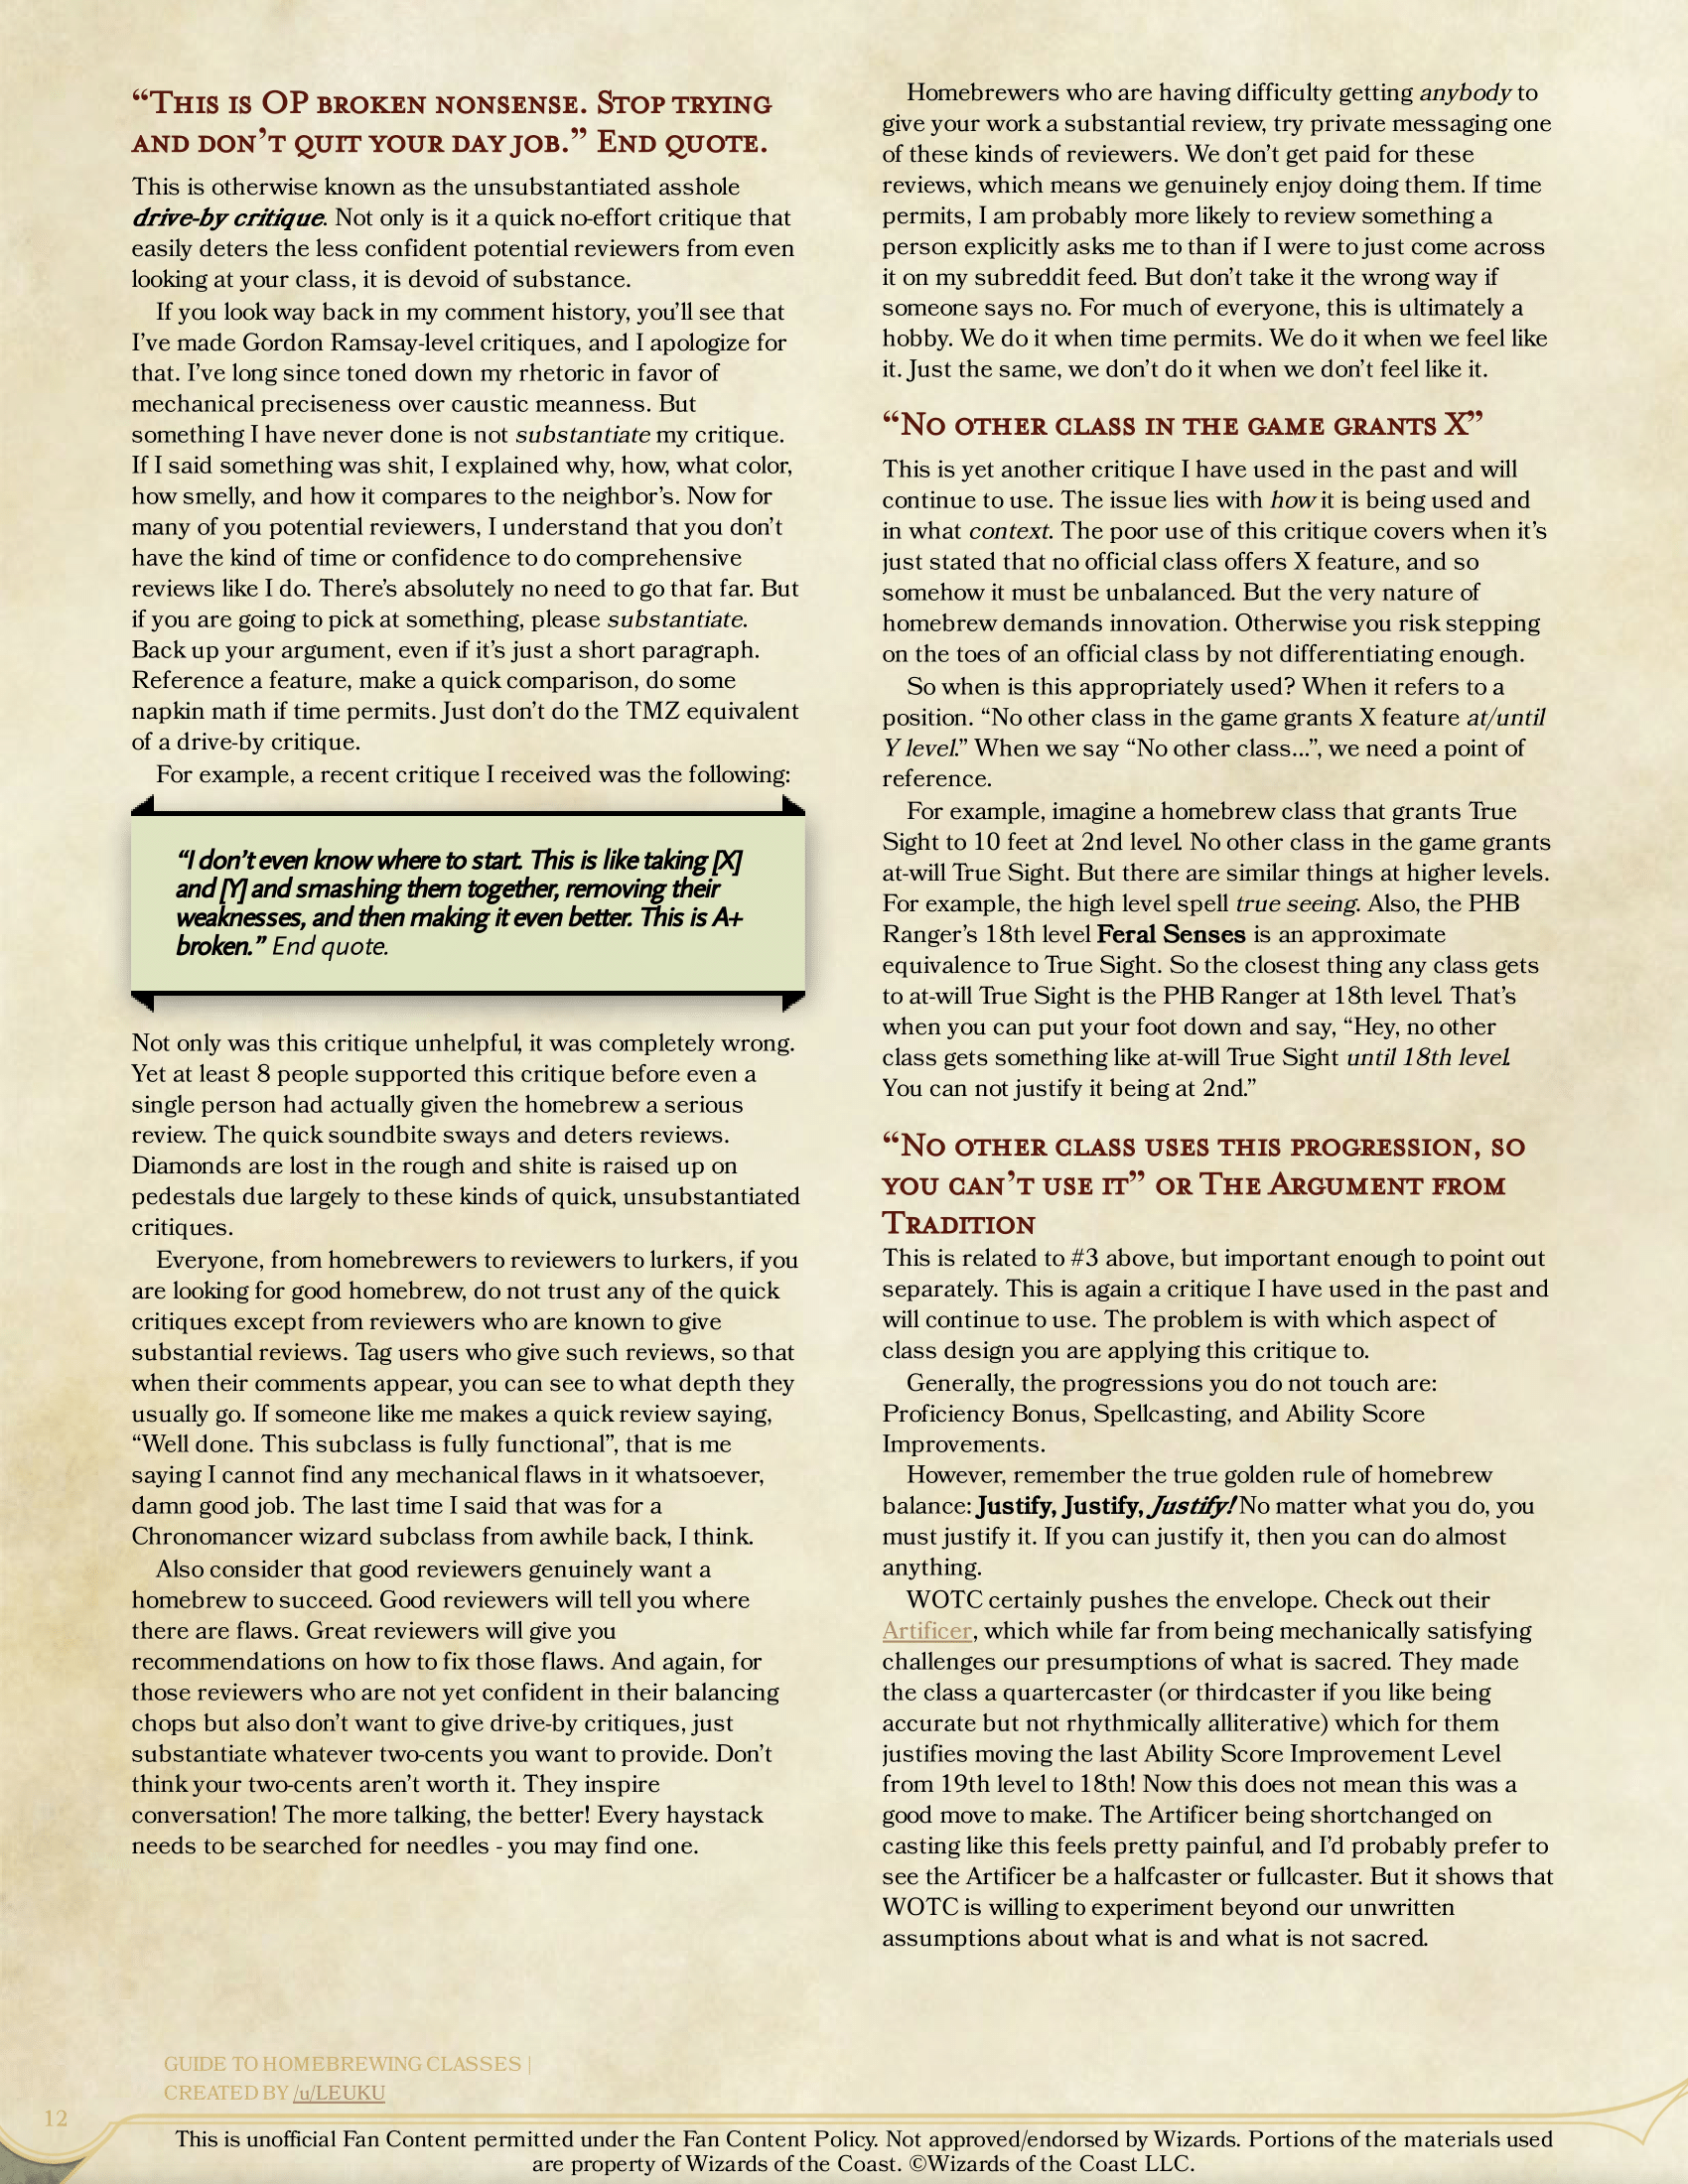 “This is OP broken nonsense. Stop trying
and don’t quit your day job.” End quote.
This is otherwise known as the unsubstantiated asshole
drive-by critique. Not only is it a quick no-effort critique that
easily deters the less confident potential reviewers from even
looking at your class, it is devoid of substance.
If you look way back in my comment history, you’ll see that
I’ve made Gordon Ramsay-level critiques, and I apologize for
that. I’ve long since toned down my rhetoric in favor of
mechanical preciseness over caustic meanness. But
something I have never done is not substantiate my critique.
If I said something was shit, I explained why, how, what color,
how smelly, and how it compares to the neighbor’s. Now for
many of you potential reviewers, I understand that you don’t
have the kind of time or confidence to do comprehensive
reviews like I do. There’s absolutely no need to go that far. But
if you are going to pick at something, please substantiate.
Back up your argument, even if it’s just a short paragraph.
Reference a feature, make a quick comparison, do some
napkin math if time permits. Just don’t do the TMZ equivalent
of a drive-by critique.
For example, a recent critique I received was the following:
“I don’t even know where to start. This is like taking [X]
and [Y] and smashing them together, removing their
weaknesses, and then making it even better. This is A+
broken.” End quote.
Not only was this critique unhelpful, it was completely wrong.
Yet at least 8 people supported this critique before even a
single person had actually given the homebrew a serious
review. The quick soundbite sways and deters reviews.
Diamonds are lost in the rough and shite is raised up on
pedestals due largely to these kinds of quick, unsubstantiated
critiques.
Everyone, from homebrewers to reviewers to lurkers, if you
are looking for good homebrew, do not trust any of the quick
critiques except from reviewers who are known to give
substantial reviews. Tag users who give such reviews, so that
when their comments appear, you can see to what depth they
usually go. If someone like me makes a quick review saying,
“Well done. This subclass is fully functional”, that is me
saying I cannot find any mechanical flaws in it whatsoever,
damn good job. The last time I said that was for a
Chronomancer wizard subclass from awhile back, I think.
Also consider that good reviewers genuinely want a
homebrew to succeed. Good reviewers will tell you where
there are flaws. Great reviewers will give you
recommendations on how to fix those flaws. And again, for
those reviewers who are not yet confident in their balancing
chops but also don’t want to give drive-by critiques, just
substantiate whatever two-cents you want to provide. Don’t
think your two-cents aren’t worth it. They inspire
conversation! The more talking, the better! Every haystack
needs to be searched for needles - you may find one.
Homebrewers who are having difficulty getting anybody to
give your work a substantial review, try private messaging one
of these kinds of reviewers. We don’t get paid for these
reviews, which means we genuinely enjoy doing them. If time
permits, I am probably more likely to review something a
person explicitly asks me to than if I were to just come across
it on my subreddit feed. But don’t take it the wrong way if
someone says no. For much of everyone, this is ultimately a
hobby. We do it when time permits. We do it when we feel like
it. Just the same, we don’t do it when we don’t feel like it.
“No other class in the game grants X”
This is yet another critique I have used in the past and will
continue to use. The issue lies with how it is being used and
in what context. The poor use of this critique covers when it’s
just stated that no official class offers X feature, and so
somehow it must be unbalanced. But the very nature of
homebrew demands innovation. Otherwise you risk stepping
on the toes of an official class by not differentiating enough.
So when is this appropriately used? When it refers to a
position. “No other class in the game grants X feature at/until
Y level.” When we say “No other class...”, we need a point of
reference.
For example, imagine a homebrew class that grants True
Sight to 10 feet at 2nd level. No other class in the game grants
at-will True Sight. But there are similar things at higher levels.
For example, the high level spell true seeing. Also, the PHB
Ranger’s 18th level Feral Senses is an approximate
equivalence to True Sight. So the closest thing any class gets
to at-will True Sight is the PHB Ranger at 18th level. That’s
when you can put your foot down and say, “Hey, no other
class gets something like at-will True Sight until 18th level.
You can not justify it being at 2nd.”
“No other class uses this progression, so
you can’t use it” or The Argument from
Tradition
This is related to #3 above, but important enough to point out
separately. This is again a critique I have used in the past and
will continue to use. The problem is with which aspect of
class design you are applying this critique to.
Generally, the progressions you do not touch are:
Proficiency Bonus, Spellcasting, and Ability Score
Improvements.
However, remember the true golden rule of homebrew
balance: Justify, Justify, Justify! No matter what you do, you
must justify it. If you can justify it, then you can do almost
anything.
WOTC certainly pushes the envelope. Check out their
Artificer, which while far from being mechanically satisfying
challenges our presumptions of what is sacred. They made
the class a quartercaster (or thirdcaster if you like being
accurate but not rhythmically alliterative) which for them
justifies moving the last Ability Score Improvement Level
from 19th level to 18th! Now this does not mean this was a
good move to make. The Artificer being shortchanged on
casting like this feels pretty painful, and I’d probably prefer to
see the Artificer be a halfcaster or fullcaster. But it shows that
WOTC is willing to experiment beyond our unwritten
assumptions about what is and what is not sacred.
GUIDE TO HOMEBREWING CLASSES |
CREATED BY /u/LEUKU
12
This is unofficial Fan Content permitted under the Fan Content Policy. Not approved/endorsed by Wizards. Portions of the materials used
are property of Wizards of the Coast. ©Wizards of the Coast LLC.